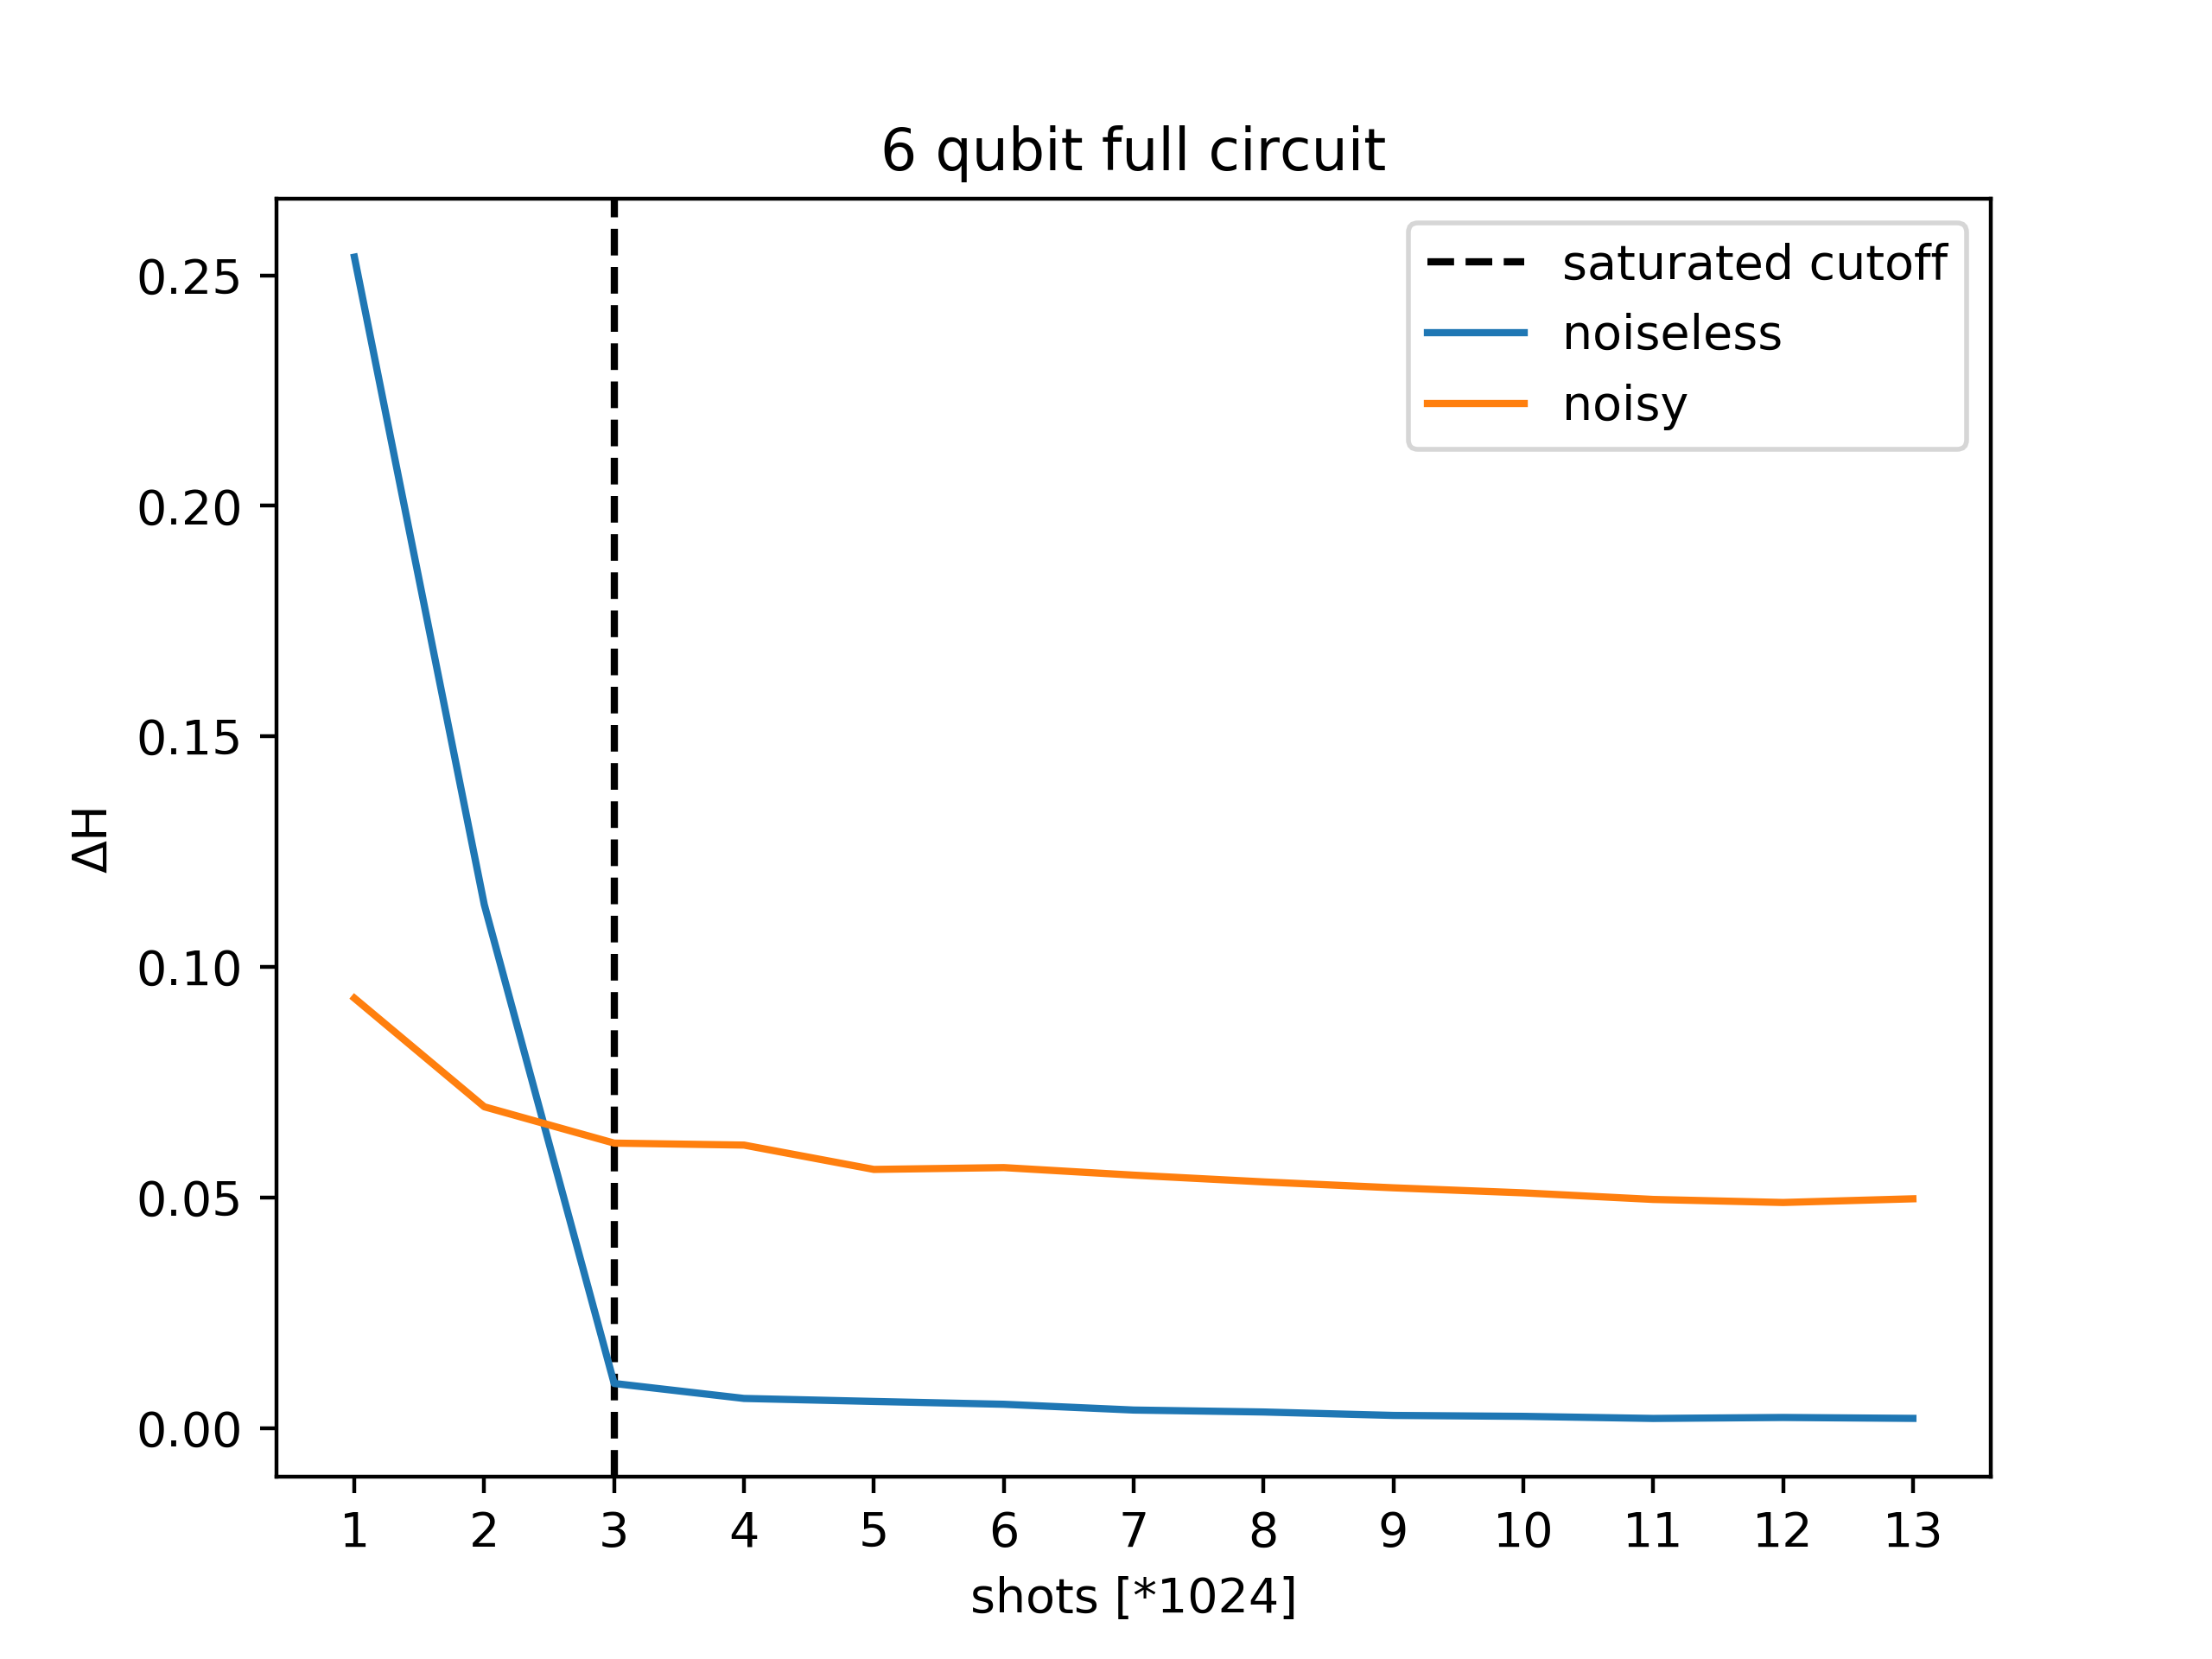 6 qubit full circuit
saturated cutoff
noiseless
noisy
0.25
0.20
0.15
0.10
0.05
0.00
ΔH
1 2 3 4 5 6 7 8 9 10 11 12 13
shots [*1024]